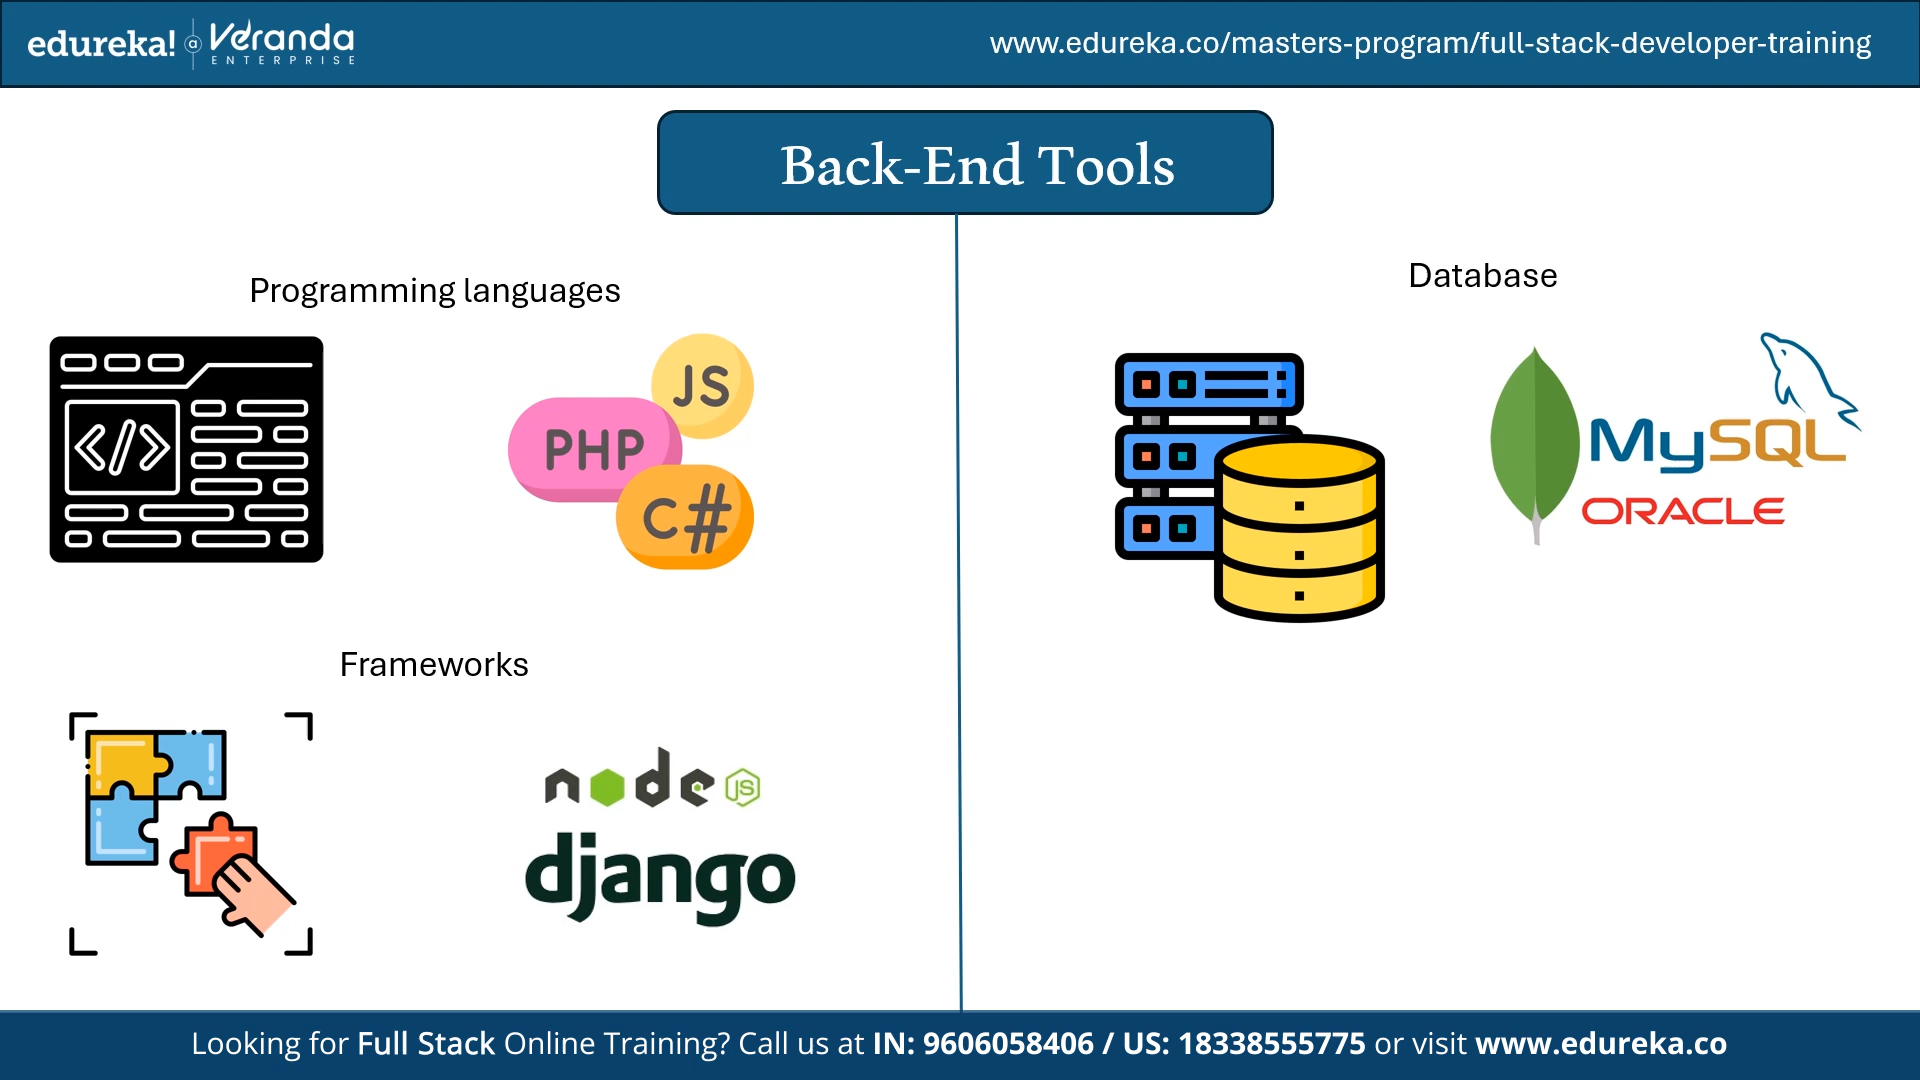 edureka! a Veranda
ENTERPRISE
www.edureka.co/masters-program/full-stack-developer-training
Back-End Tools
Programming languages
</>
JS
PHP
C#
Frameworks
node JS
django
Database
MySQL
ORACLE
Looking for Full Stack Online Training? Call us at IN: 9606058406 / US: 18338555775 or visit www.edureka.co